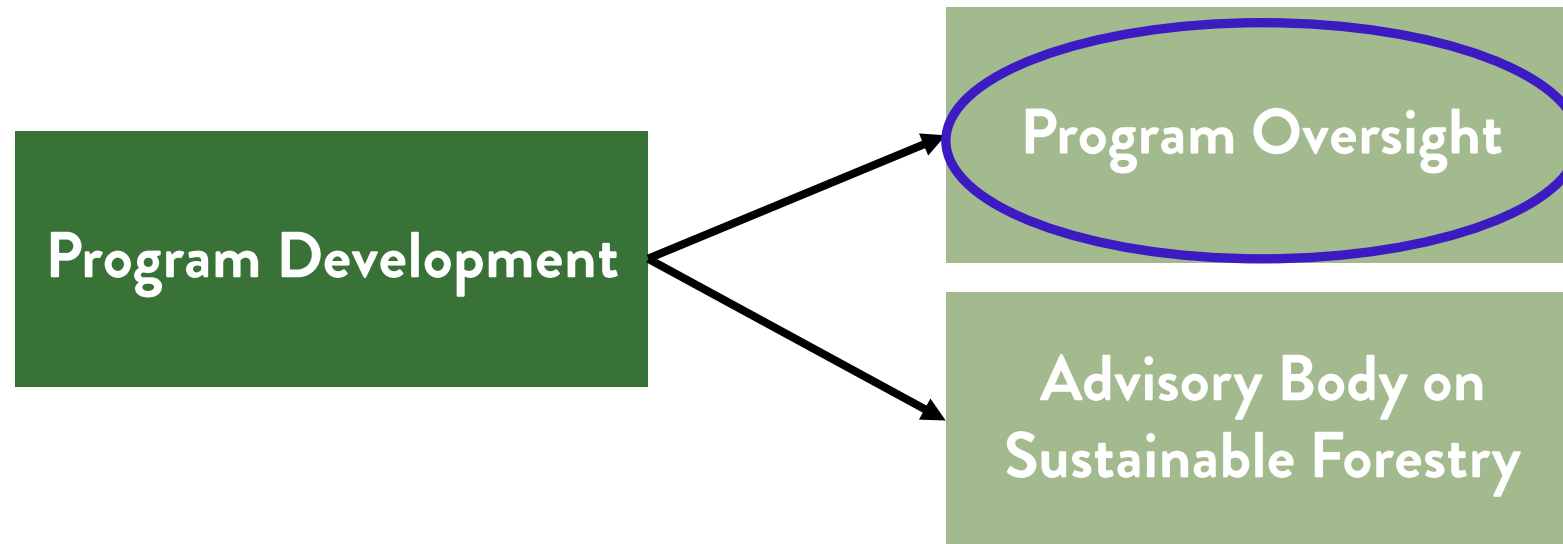 Program Development
Program Oversight
Advisory Body on
Sustainable Forestry